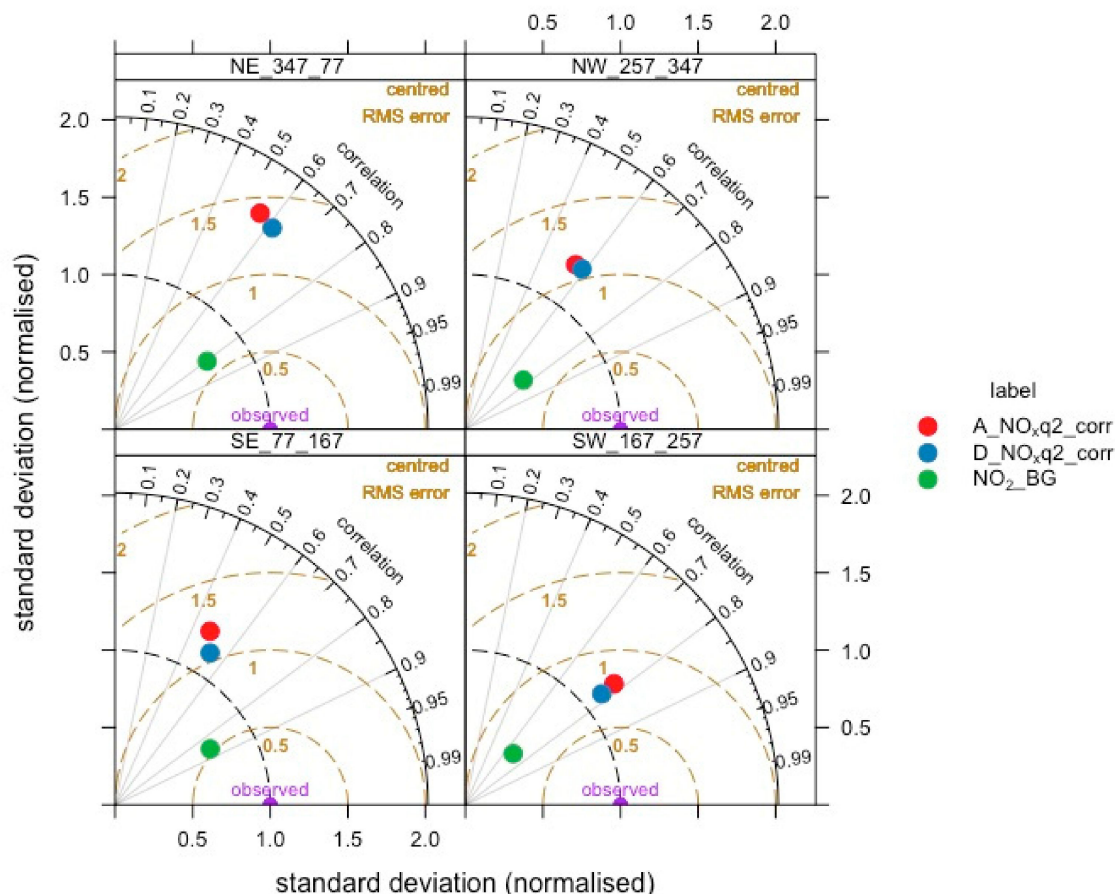 0.5 1.0 1.5 2.0
NE_347_77 NW_257_347
centred
RMS error
0.1 0.2 0.3 0.4 0.5 0.6 0.7 0.8 0.9 0.95 0.99
correlation
2
1.5
1
0.5
observed
centred
RMS error
0.1 0.2 0.3 0.4 0.5 0.6 0.7 0.8 0.9 0.95 0.99
correlation
2
1.5
1
0.5
observed
2.0
1.5
1.0
0.5
SE_77_167 SW_167_257
centred
RMS error
0.1 0.2 0.3 0.4 0.5 0.6 0.7 0.8 0.9 0.95 0.99
correlation
2
1.5
1
0.5
observed
centred
RMS error
0.1 0.2 0.3 0.4 0.5 0.6 0.7 0.8 0.9 0.95 0.99
correlation
2
1.5
1
0.5
observed
2.0
1.5
1.0
0.5
0.5 1.0 1.5 2.0
standard deviation (normalised)
standard deviation (normalised)
label
A_NOₓq2_corr
D_NOₓq2_corr
NO₂_BG